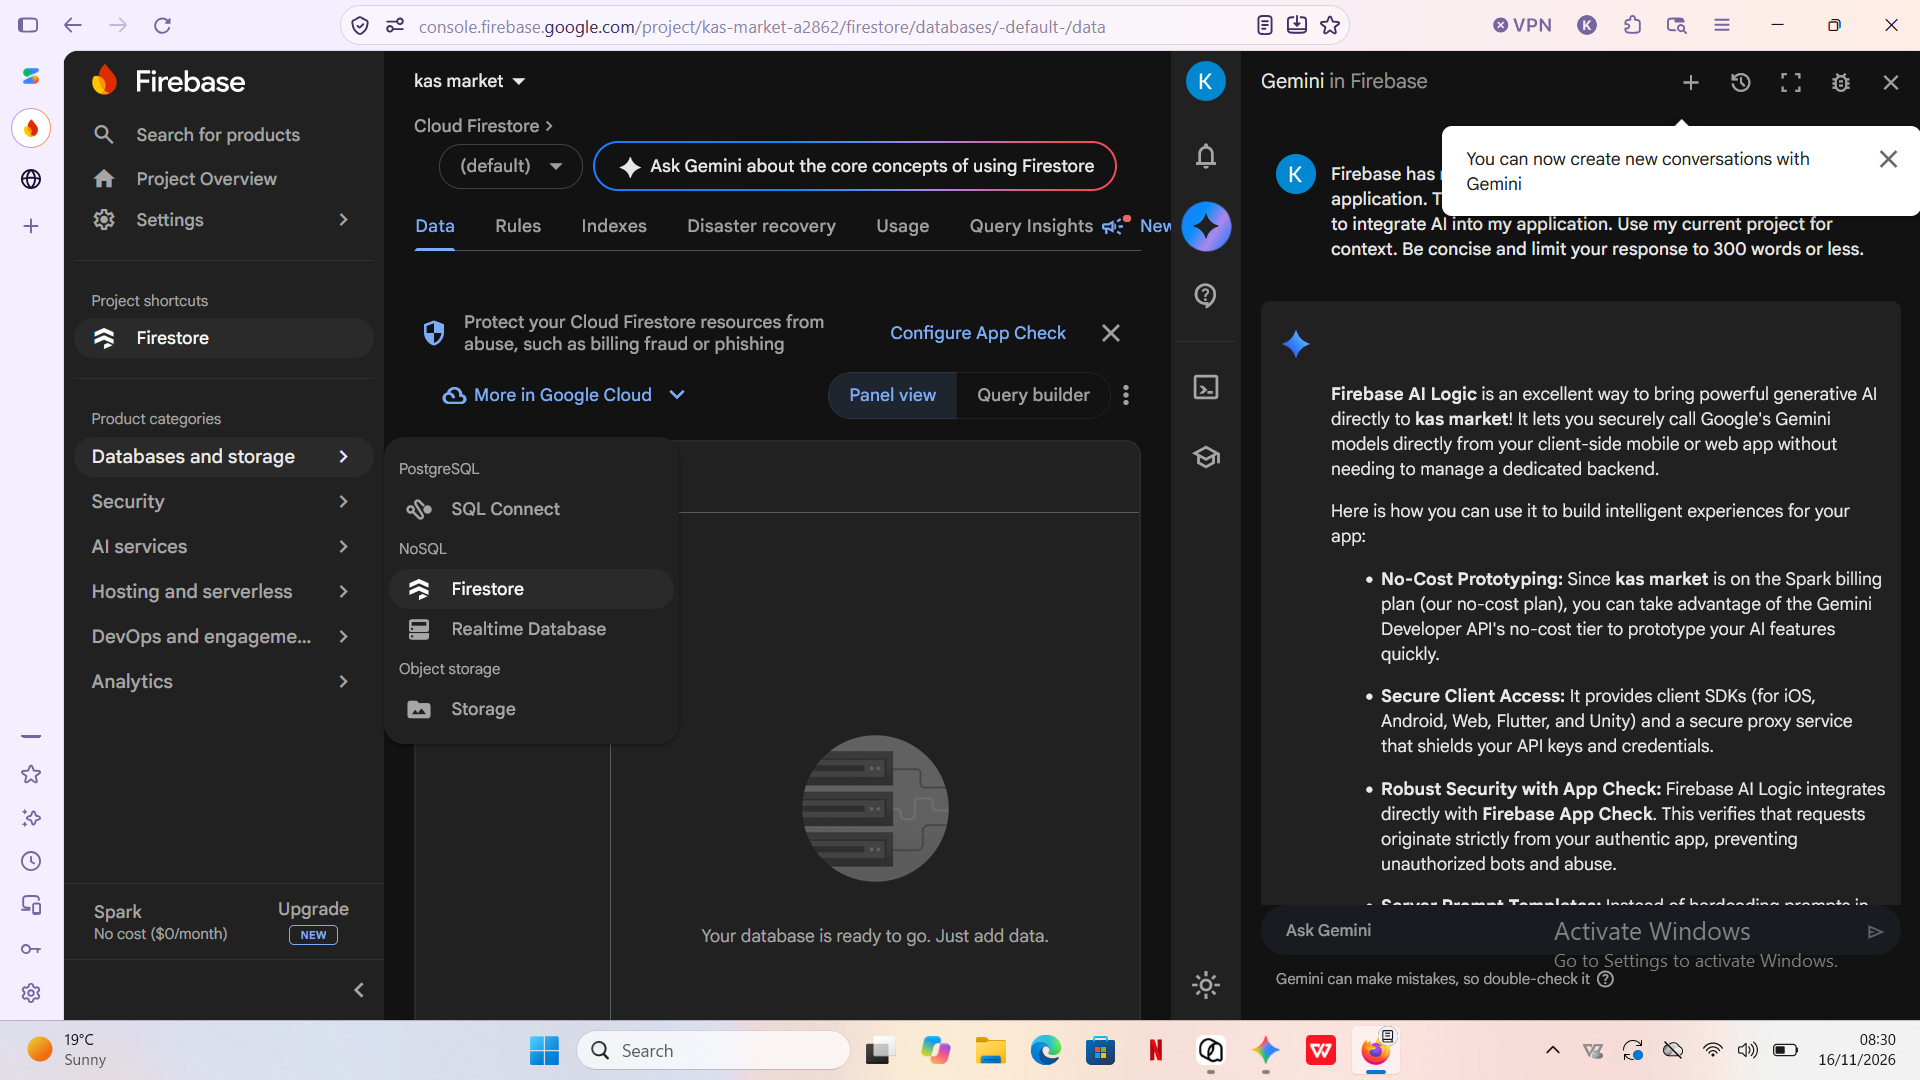 console.firebase.google.com/project/kas-market-a2862/firestore/databases/-default-/data
VPN
K
Firebase
Search for products
Project Overview
Settings
Project shortcuts
Firestore
Product categories
Databases and storage
Security
AI services
Hosting and serverless
DevOps and engageme...
Analytics
Spark
No cost ($0/month)
Upgrade
NEW
kas market
Cloud Firestore
(default)
Ask Gemini about the core concepts of using Firestore
Data
Rules
Indexes
Disaster recovery
Usage
Query Insights
New
Protect your Cloud Firestore resources from
abuse, such as billing fraud or phishing
Configure App Check
More in Google Cloud
Panel view
Query builder
PostgreSQL
SQL Connect
NoSQL
Firestore
Realtime Database
Object storage
Storage
Your database is ready to go. Just add data.
K
Gemini in Firebase
You can now create new conversations with
Gemini
K
Firebase has
application.
to integrate AI into my application. Use my current project for
context. Be concise and limit your response to 300 words or less.
Firebase AI Logic is an excellent way to bring powerful generative AI
directly to kas market! It lets you securely call Google's Gemini
models directly from your client-side mobile or web app without
needing to manage a dedicated backend.
Here is how you can use it to build intelligent experiences for your
app:
• No-Cost Prototyping: Since kas market is on the Spark billing
plan (our no-cost plan), you can take advantage of the Gemini
Developer API's no-cost tier to prototype your AI features
quickly.
• Secure Client Access: It provides client SDKs (for iOS,
Android, Web, Flutter, and Unity) and a secure proxy service
that shields your API keys and credentials.
• Robust Security with App Check: Firebase AI Logic integrates
directly with Firebase App Check. This verifies that requests
originate strictly from your authentic app, preventing
unauthorized bots and abuse.
• Server Prompt Templates: Instead of hardcoding prompts in
Ask Gemini
Activate Windows
Go to Settings to activate Windows.
Gemini can make mistakes, so double-check it
19°C
Sunny
Search
N
W
08:30
16/11/2026